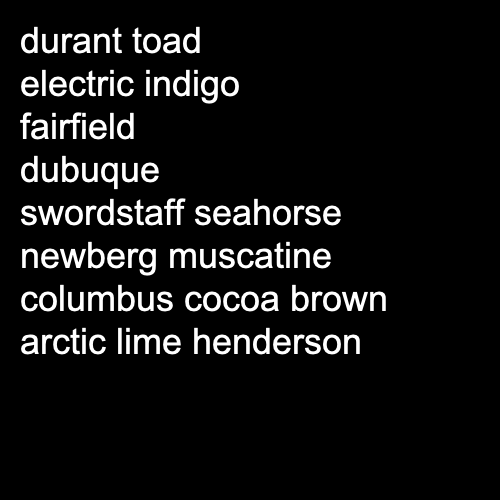 durant toad
electric indigo
fairfield
dubuque
swordstaff seahorse
newberg muscatine
columbus cocoa brown
arctic lime henderson